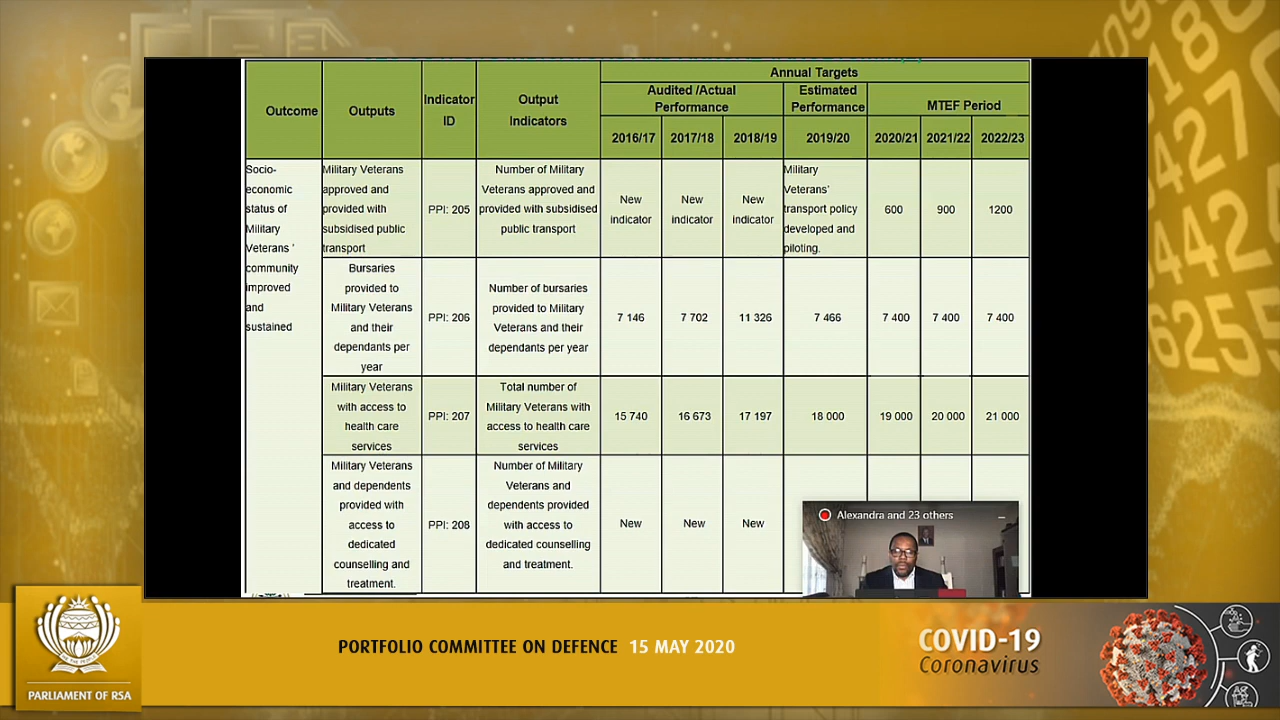 Annual Targets
Outcome
Outputs
Indicator
ID
Output
Indicators
Audited /Actual
Performance
Estimated
Performance
MTEF Period
2016/17
2017/18
2018/19
2019/20
2020/21
2021/22
2022/23
Socio-
economic
status of
Military
Veterans '
community
improved
and
sustained
Military Veterans
approved and
provided with
subsidised public
transport
PPI: 205
Number of Military
Veterans approved and
provided with subsidised
public transport
New
indicator
New
indicator
New
indicator
Military
Veterans'
transport policy
developed and
piloting.
600
900
1200
Bursaries
provided to
Military Veterans
and their
dependants per
year
PPI: 206
Number of bursaries
provided to Military
Veterans and their
dependants per year
7 146
7 702
11 326
7 466
7 400
7 400
7 400
Military Veterans
with access to
health care
services
PPI: 207
Total number of
Military Veterans with
access to health care
services
15 740
16 673
17 197
18 000
19 000
20 000
21 000
Military Veterans
and dependents
provided with
access to
dedicated
counselling and
treatment.
PPI: 208
Number of Military
Veterans and
dependents provided
with access to
dedicated counselling
and treatment.
New
New
New
Alexandra and 23 others
PORTFOLIO COMMITTEE ON DEFENCE 15 MAY 2020
COVID-19
Coronavirus
PARLIAMENT OF RSA